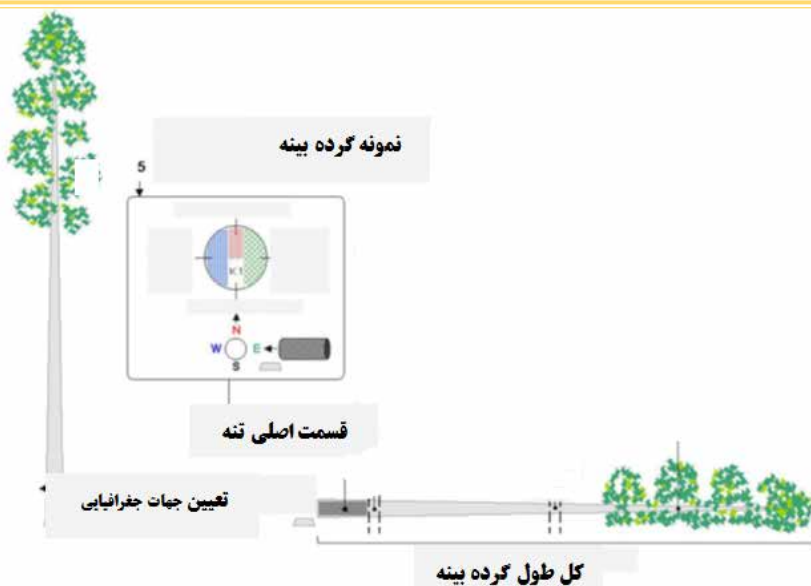 نمونه گرده بینه
5
K1
N
W E
S
قسمت اصلی تنه
تعیین جهات جغرافیایی
کل طول گرده بینه